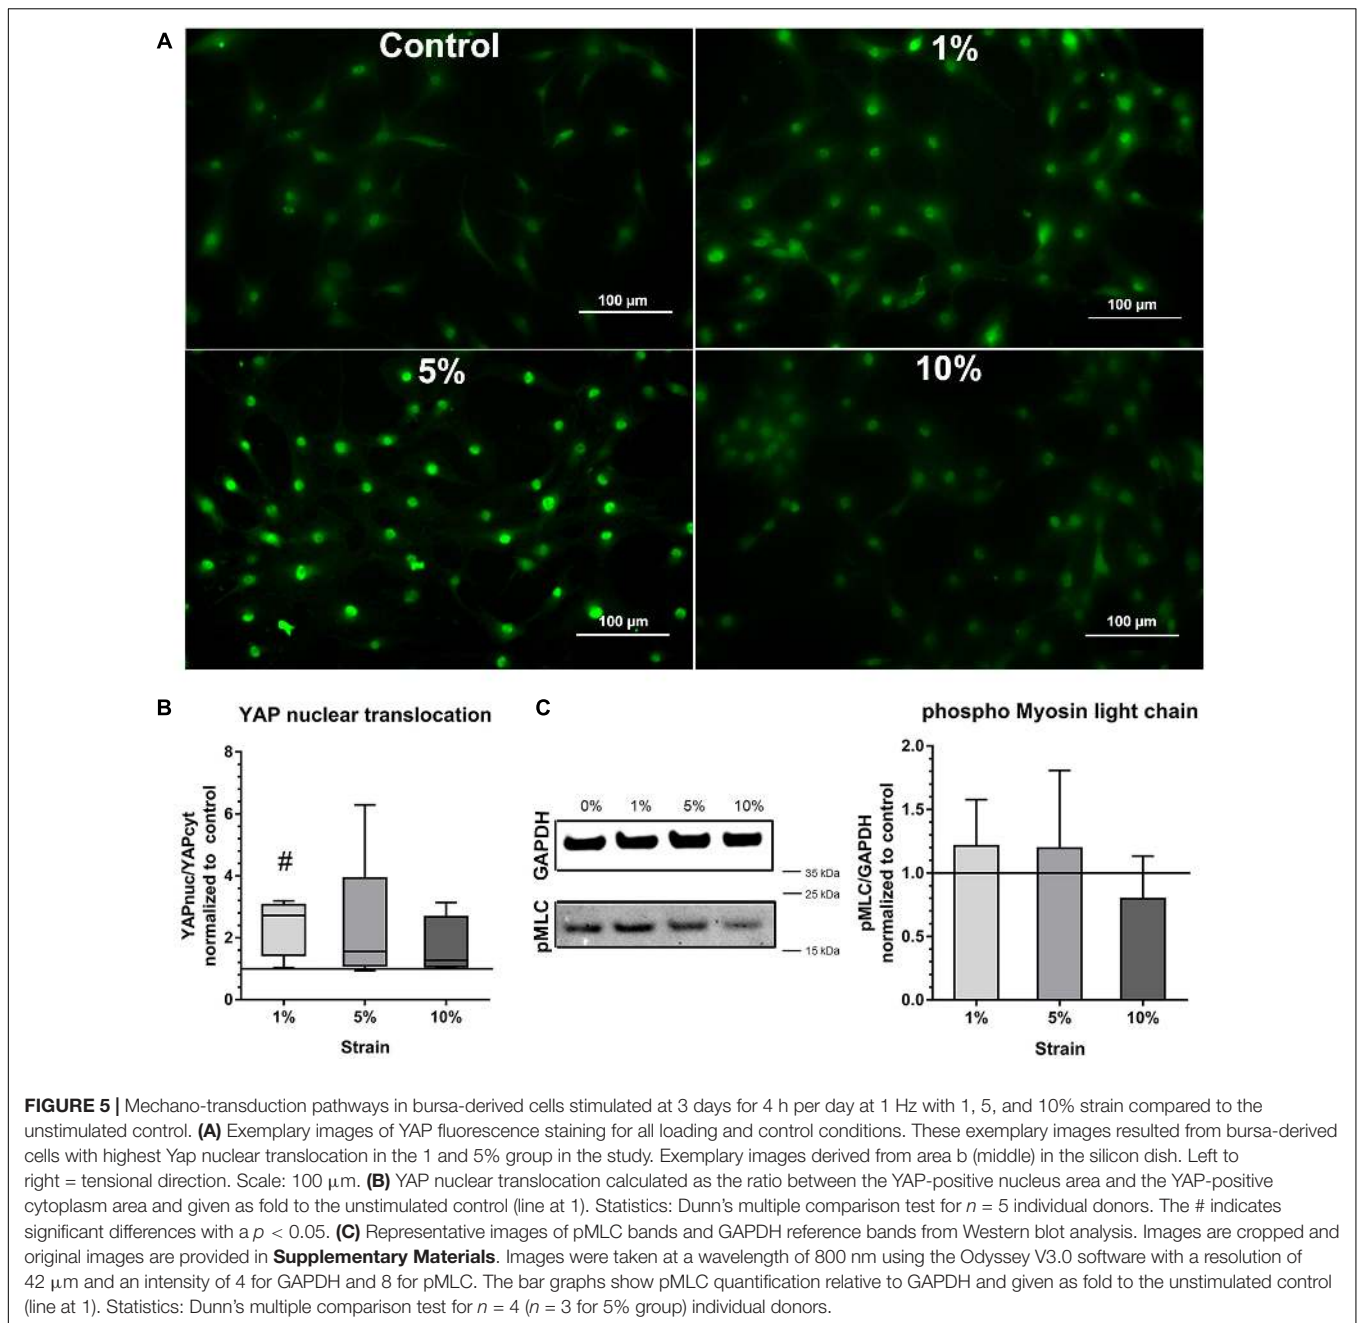 A
Control
1%
100 µm
100 µm
5%
10%
100 µm
100 µm
B
YAP nuclear translocation
YAPnuc/YAPcyt
normalized to control
8
6
4
2
0
#
1%
5%
10%
Strain
C
0%
1%
5%
10%
GAPDH
35 kDa
25 kDa
pMLC
15 kDa
phospho Myosin light chain
pMLC/GAPDH
normalized to control
2.0
1.5
1.0
0.5
0.0
1%
5%
10%
Strain
FIGURE 5 | Mechano-transduction pathways in bursa-derived cells stimulated at 3 days for 4 h per day at 1 Hz with 1, 5, and 10% strain compared to the
unstimulated control. (A) Exemplary images of YAP fluorescence staining for all loading and control conditions. These exemplary images resulted from bursa-derived
cells with highest Yap nuclear translocation in the 1 and 5% group in the study. Exemplary images derived from area b (middle) in the silicon dish. Left to
right = tensional direction. Scale: 100 µm. (B) YAP nuclear translocation calculated as the ratio between the YAP-positive nucleus area and the YAP-positive
cytoplasm area and given as fold to the unstimulated control (line at 1). Statistics: Dunn's multiple comparison test for n = 5 individual donors. The # indicates
significant differences with a p < 0.05. (C) Representative images of pMLC bands and GAPDH reference bands from Western blot analysis. Images are cropped and
original images are provided in Supplementary Materials. Images were taken at a wavelength of 800 nm using the Odyssey V3.0 software with a resolution of
42 µm and an intensity of 4 for GAPDH and 8 for pMLC. The bar graphs show pMLC quantification relative to GAPDH and given as fold to the unstimulated control
(line at 1). Statistics: Dunn's multiple comparison test for n = 4 (n = 3 for 5% group) individual donors.